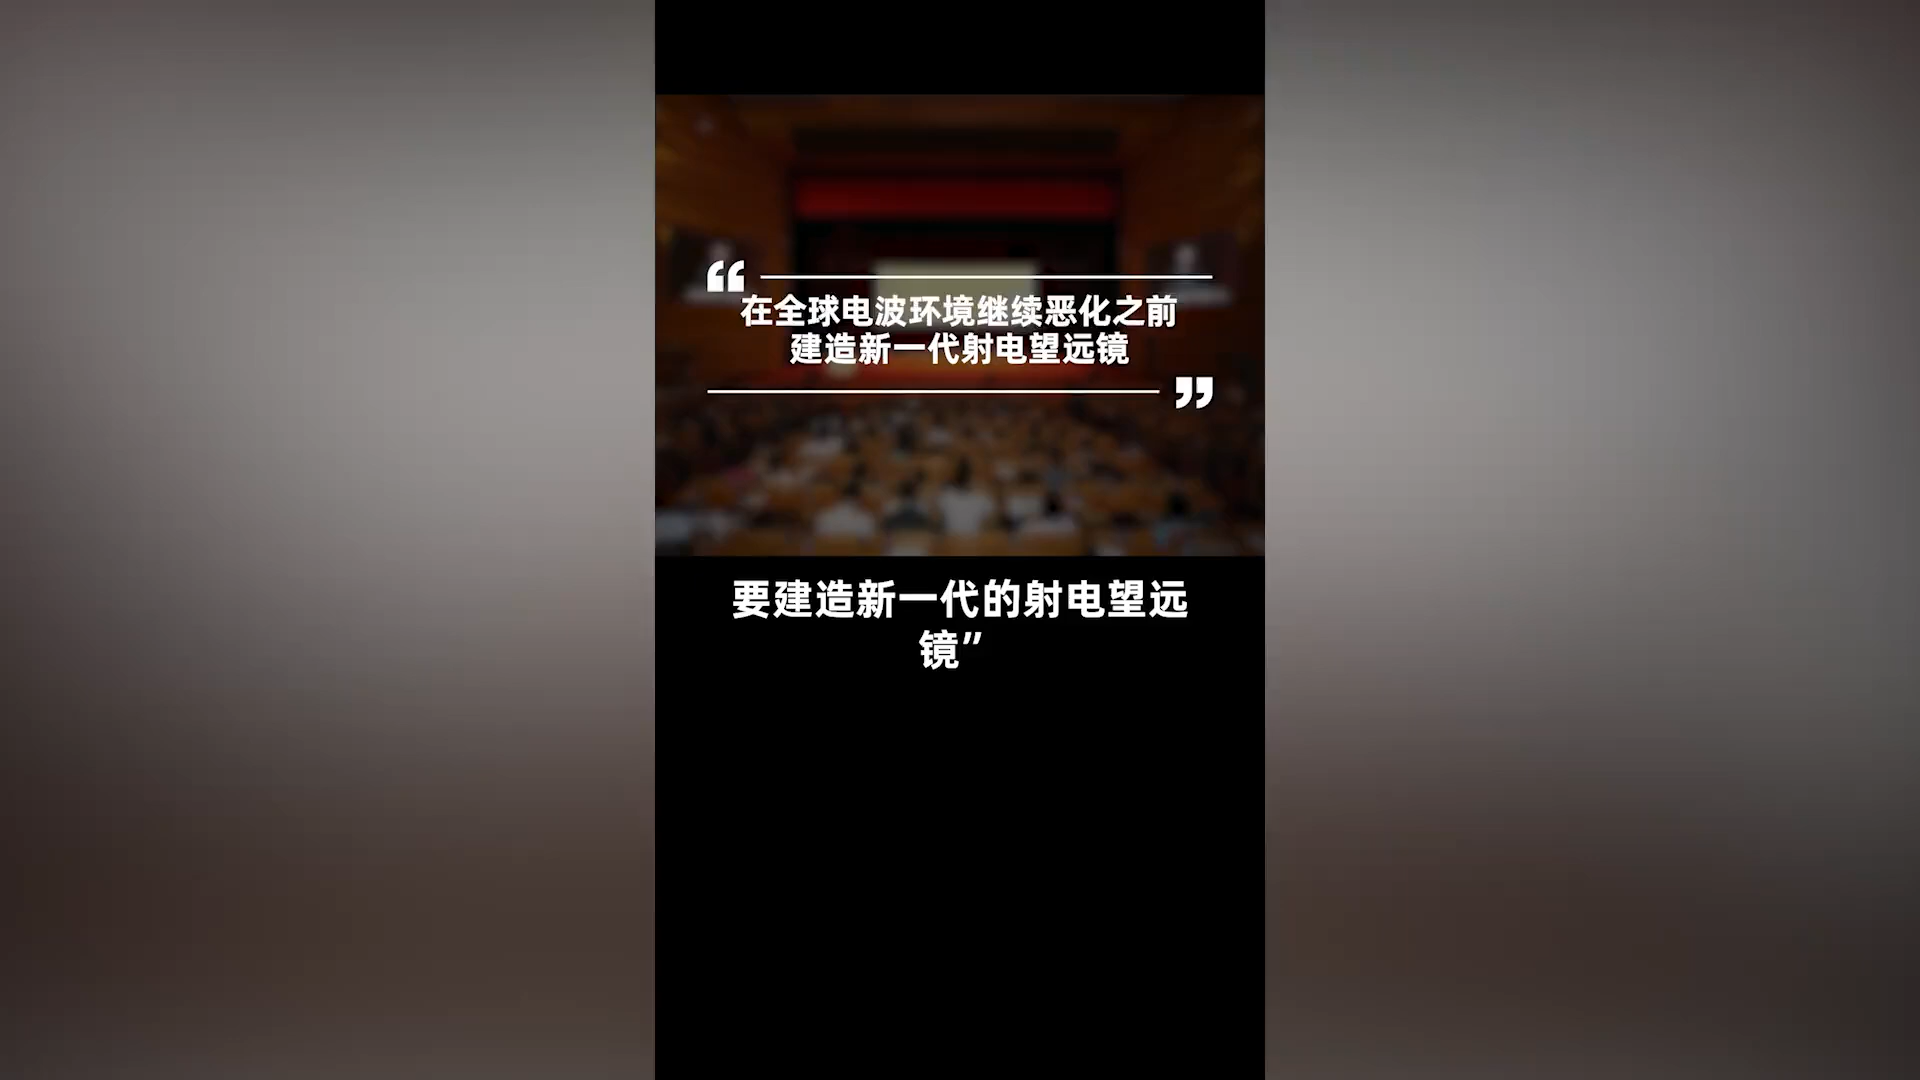 “
在全球电波环境继续恶化之前
建造新一代射电望远镜
”
要建造新一代的射电望远
镜”